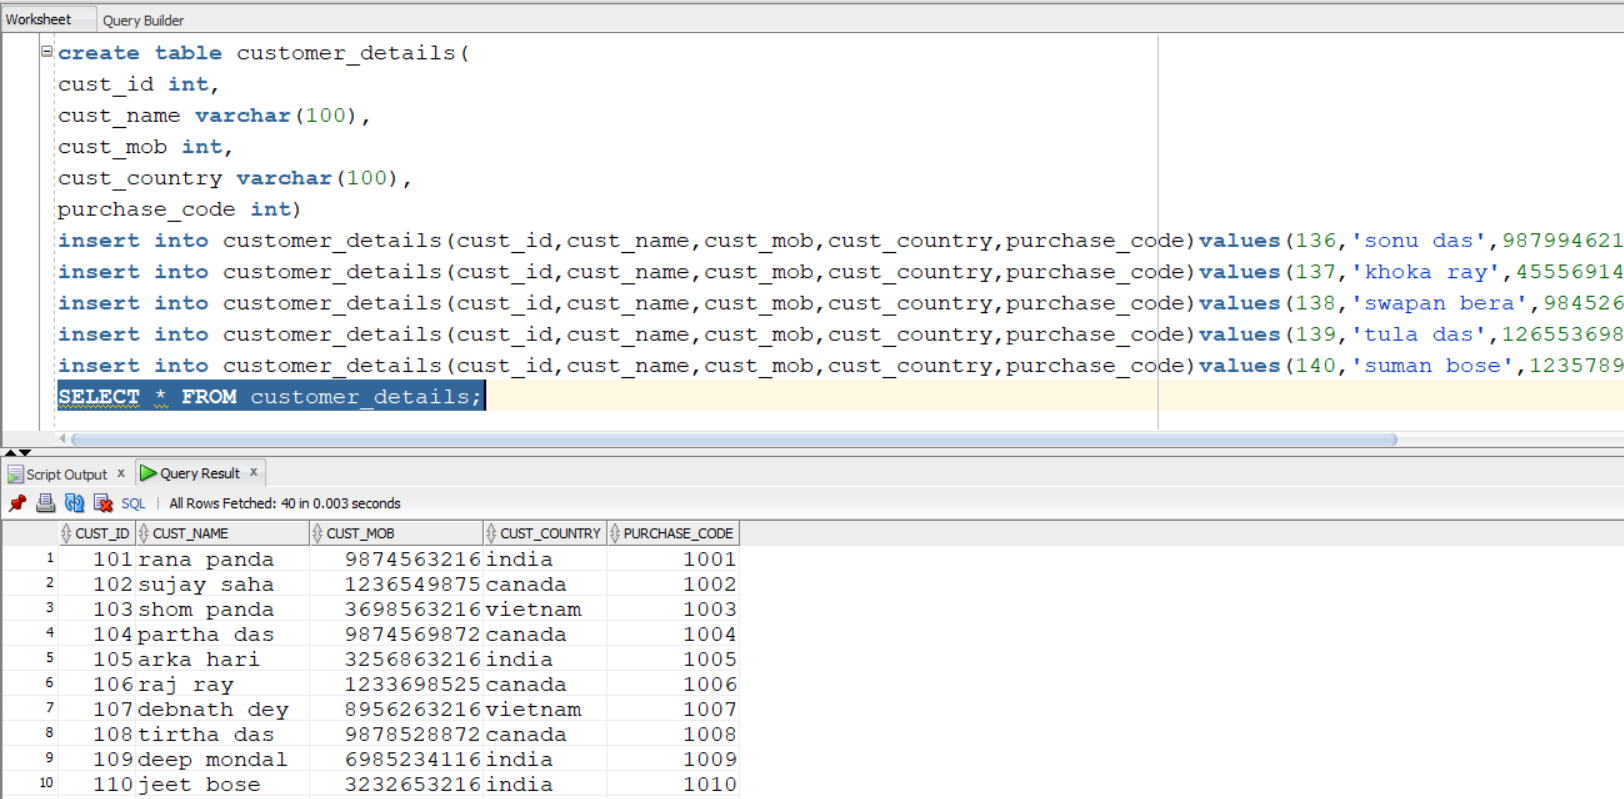 Worksheet Query Builder
create table customer_details(
cust_id int,
cust_name varchar(100),
cust_mob int,
cust_country varchar(100),
purchase_code int)
insert into customer_details(cust_id,cust_name,cust_mob,cust_country,purchase_code)values(136,'sonu das',987994621
insert into customer_details(cust_id,cust_name,cust_mob,cust_country,purchase_code)values(137,'khoka ray',45556914
insert into customer_details(cust_id,cust_name,cust_mob,cust_country,purchase_code)values(138,'swapan bera',984526
insert into customer_details(cust_id,cust_name,cust_mob,cust_country,purchase_code)values(139,'tula das',126553698
insert into customer_details(cust_id,cust_name,cust_mob,cust_country,purchase_code)values(140,'suman bose',1235789
SELECT * FROM customer_details;
Script Output x Query Result x
SQL | All Rows Fetched: 40 in 0.003 seconds
CUST_ID CUST_NAME CUST_MOB CUST_COUNTRY PURCHASE_CODE
1 101 rana panda 9874563216 india 1001
2 102 sujay saha 1236549875 canada 1002
3 103 shom panda 3698563216 vietnam 1003
4 104 partha das 9874569872 canada 1004
5 105 arka hari 3256863216 india 1005
6 106 raj ray 1233698525 canada 1006
7 107 debnath dey 8956263216 vietnam 1007
8 108 tirtha das 9878528872 canada 1008
9 109 deep mondal 6985234116 india 1009
10 110 jeet bose 3232653216 india 1010